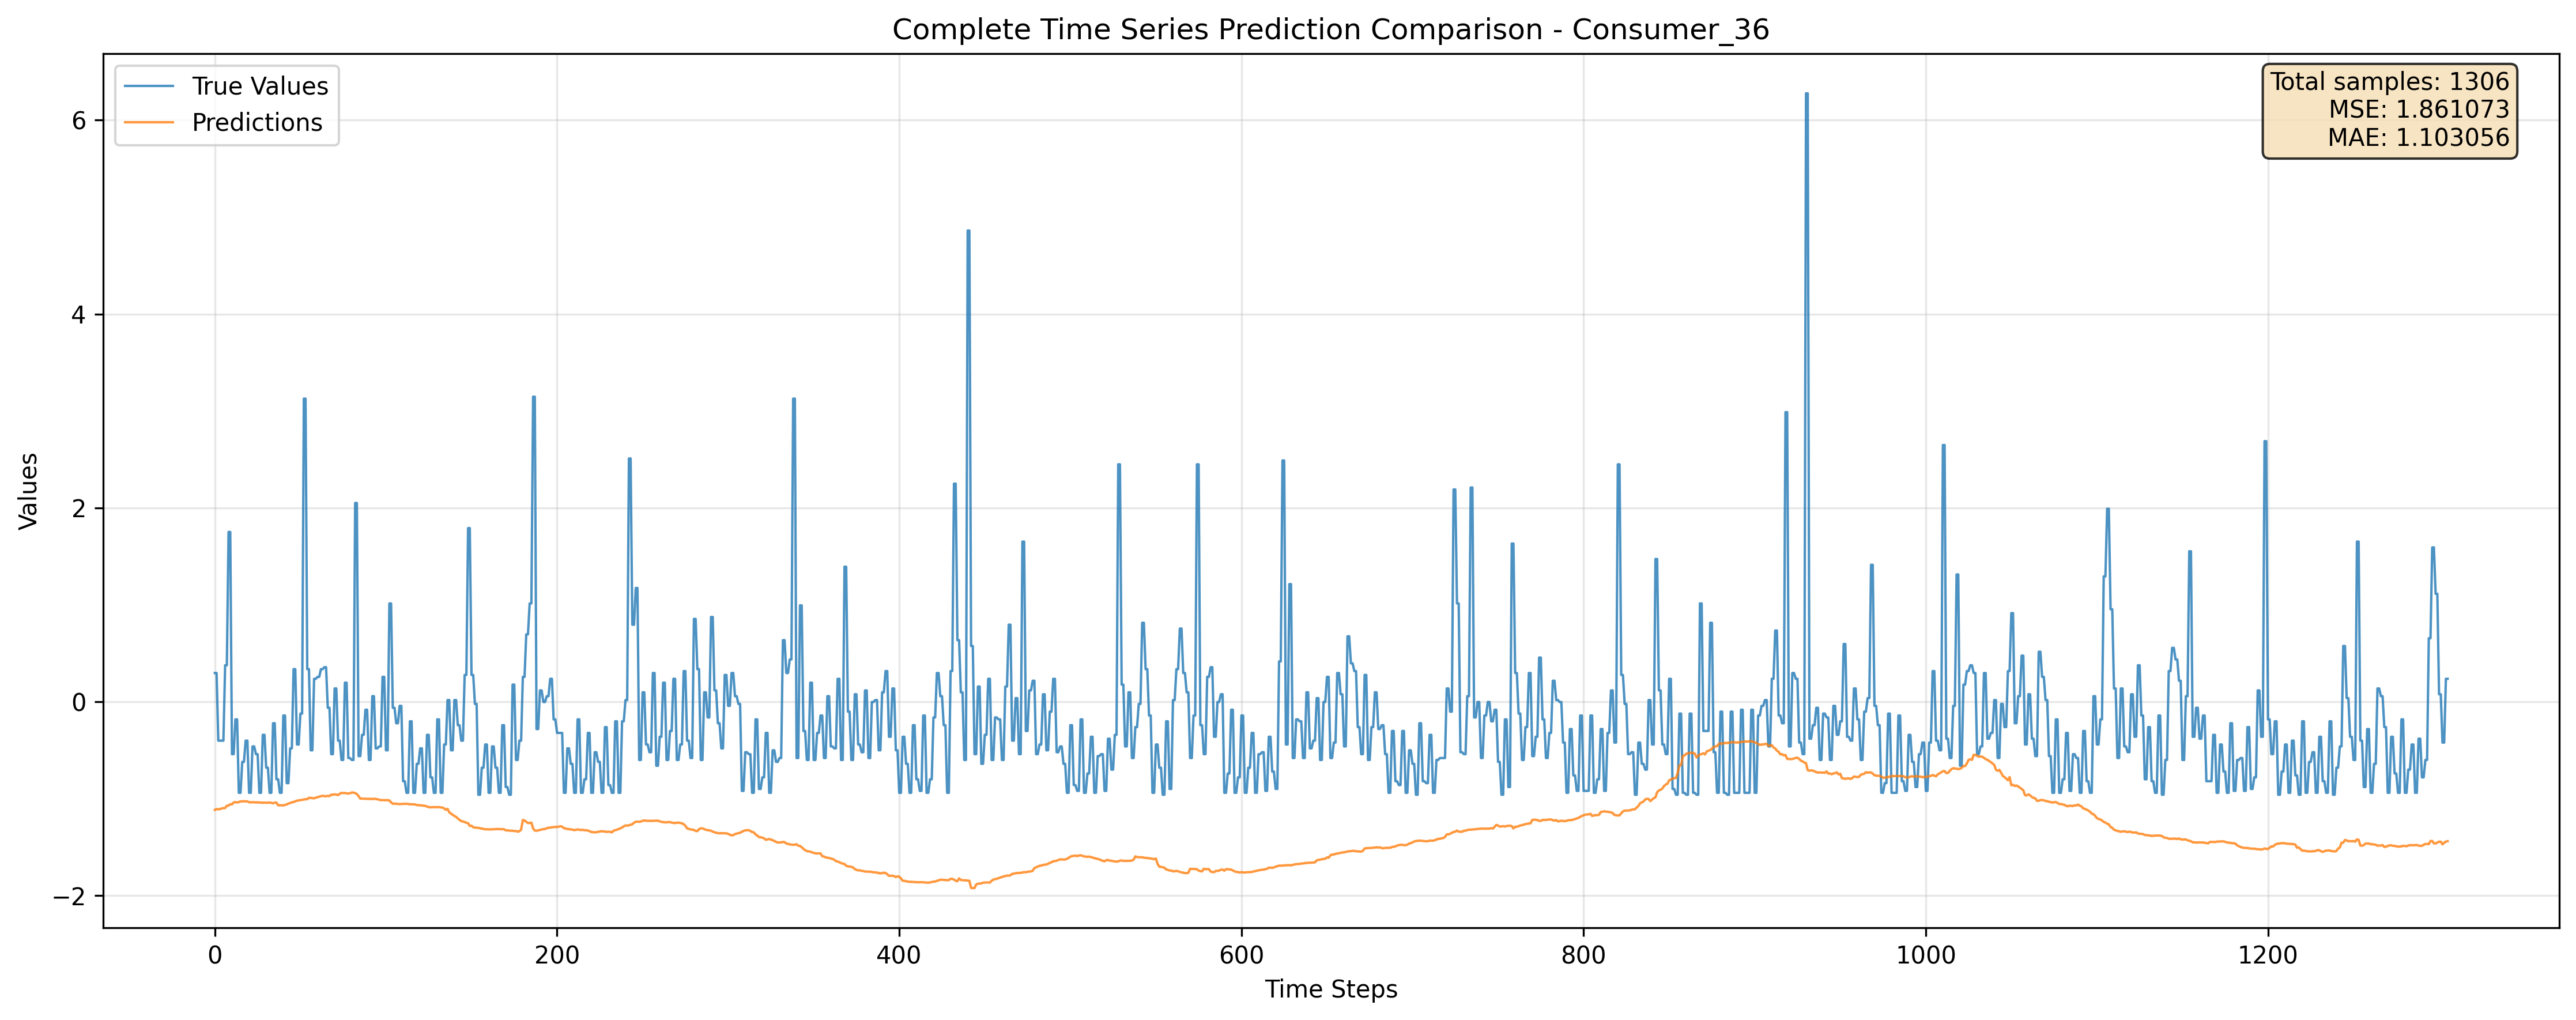 Complete Time Series Prediction Comparison - Consumer_36
True Values
Predictions
Total samples: 1306
MSE: 1.861073
MAE: 1.103056
Values
6
4
2
0
−2
0 200 400 600 800 1000 1200
Time Steps